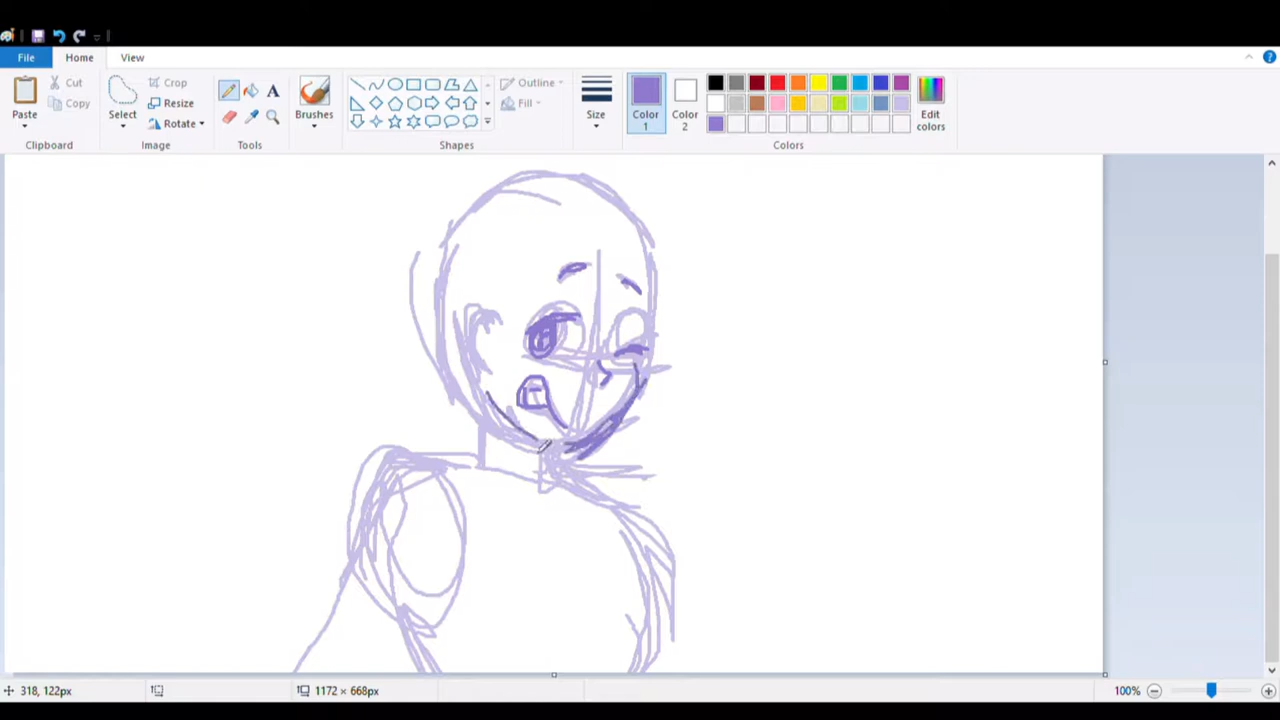 File Home View
Paste
Cut
Copy
Clipboard
Select
Crop
Resize
Rotate
Image
A
Tools
Brushes
Outline
Fill
Shapes
Size
Color
1
Color
2
Edit
colors
Colors
318, 122px
1172 × 668px
100%